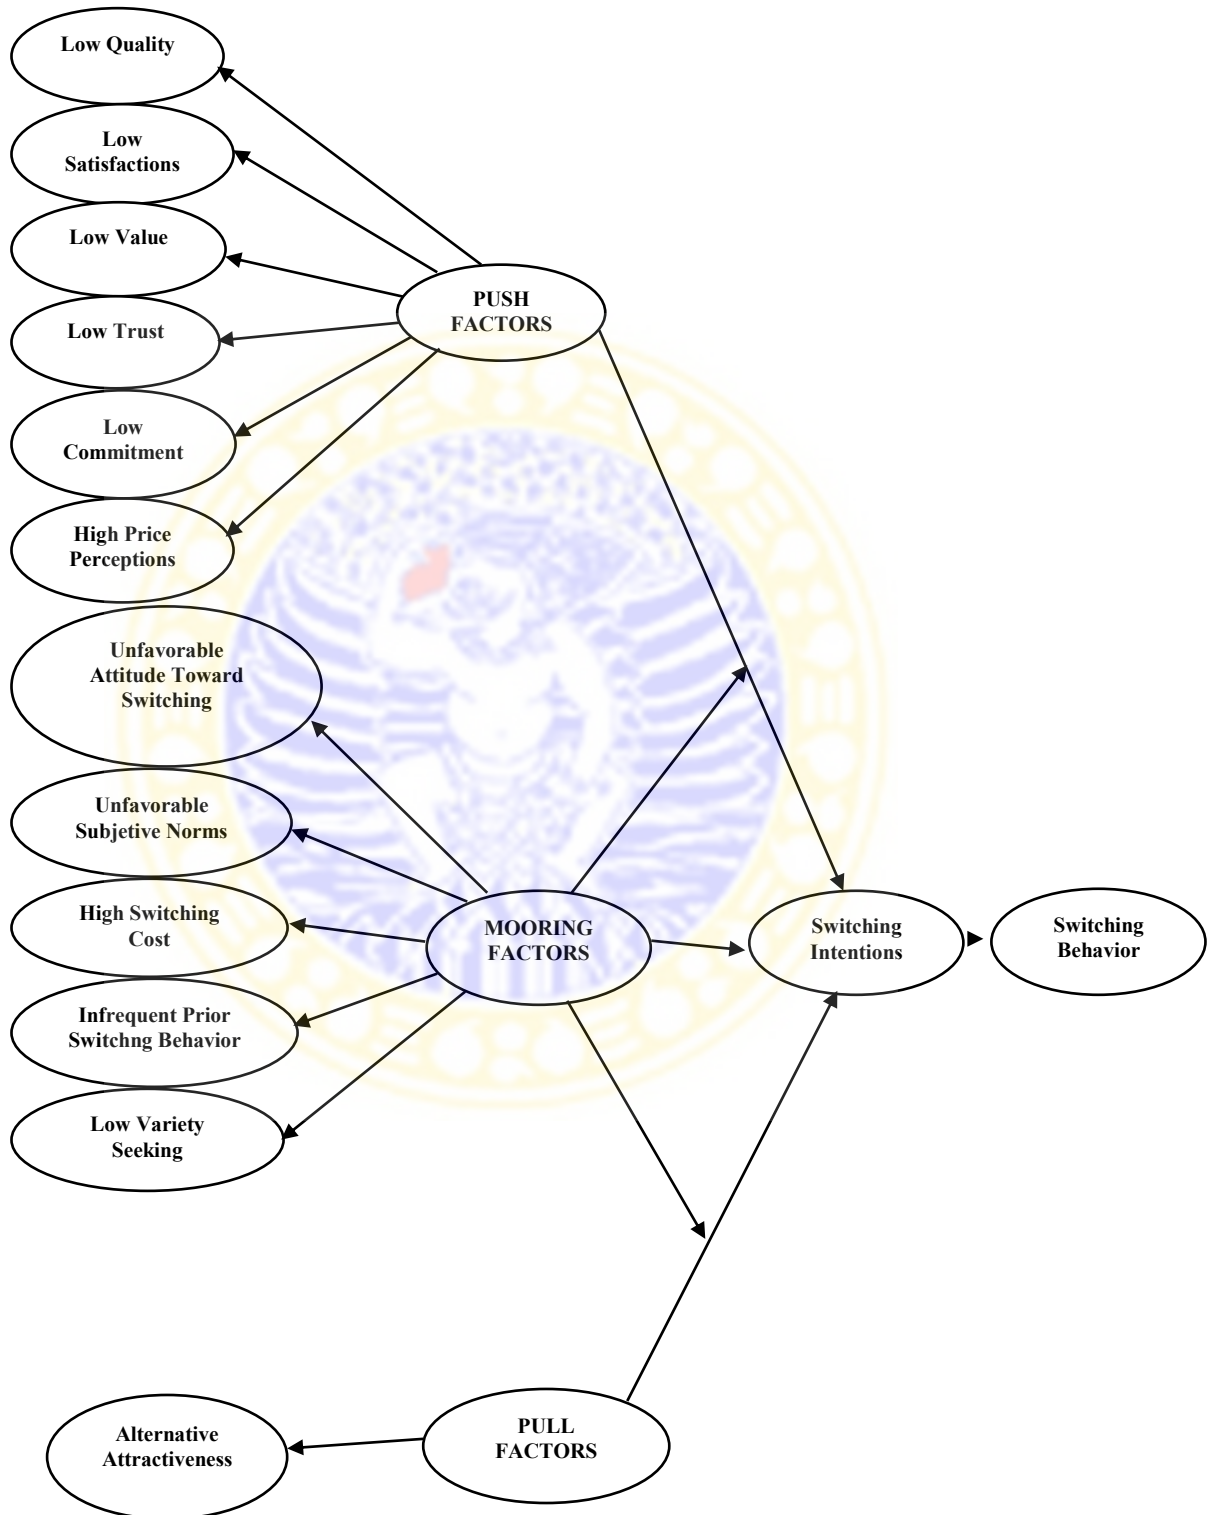 Low Quality
Low
Satisfactions
Low Value
PUSH
FACTORS
Low Trust
Low
Commitment
High Price
Perceptions
Unfavorable
Attitude Toward
Switching
Unfavorable
Subjetive Norms
High Switching
Cost
MOORING
FACTORS
Switching
Intentions
Switching
Behavior
Infrequent Prior
Switchng Behavior
Low Variety
Seeking
Alternative
Attractiveness
PULL
FACTORS